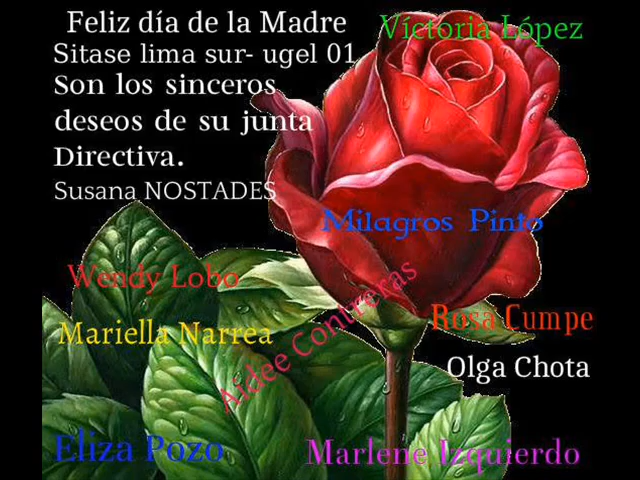 Feliz día de la Madre
Víctoria López
Sitase lima sur- ugel 01
Son los sinceros
deseos de su junta
Directiva.
Susana NOSTADES
Milagros Pinto
Wendy Lobo
Aidee Contreras
Rosa Cumpe
Mariella Narrea
Olga Chota
Eliza Pozo
Marlene Izquierdo